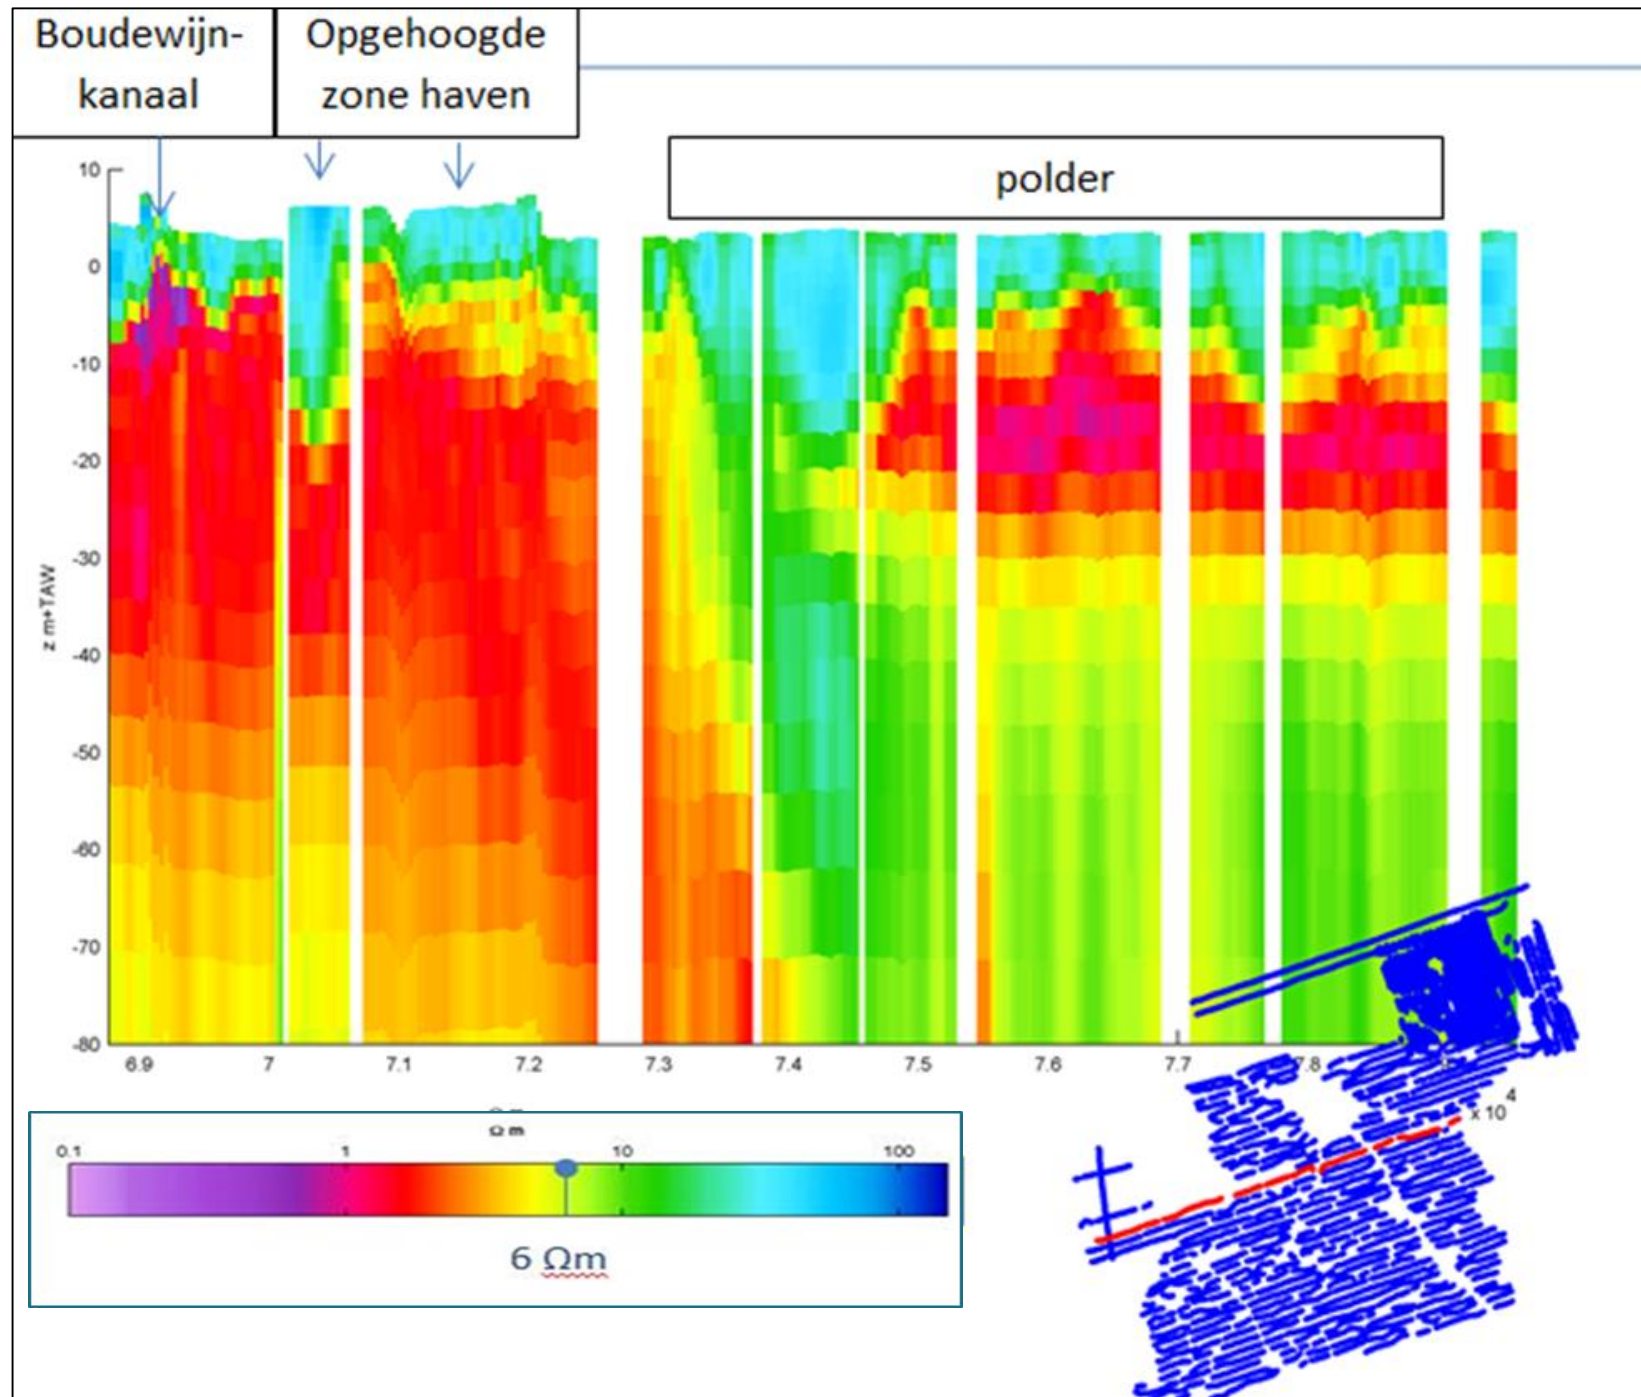 Boudewijn-
kanaal
Opgehoogde
zone haven
polder
10
0
-10
-20
-30
-40
-50
-60
-70
-80
z m+TAW
6.9 7 7.1 7.2 7.3 7.4 7.5 7.6 7.7 7.8
x 10 4
Ω m
0.1 1 10 100
6 Ωm